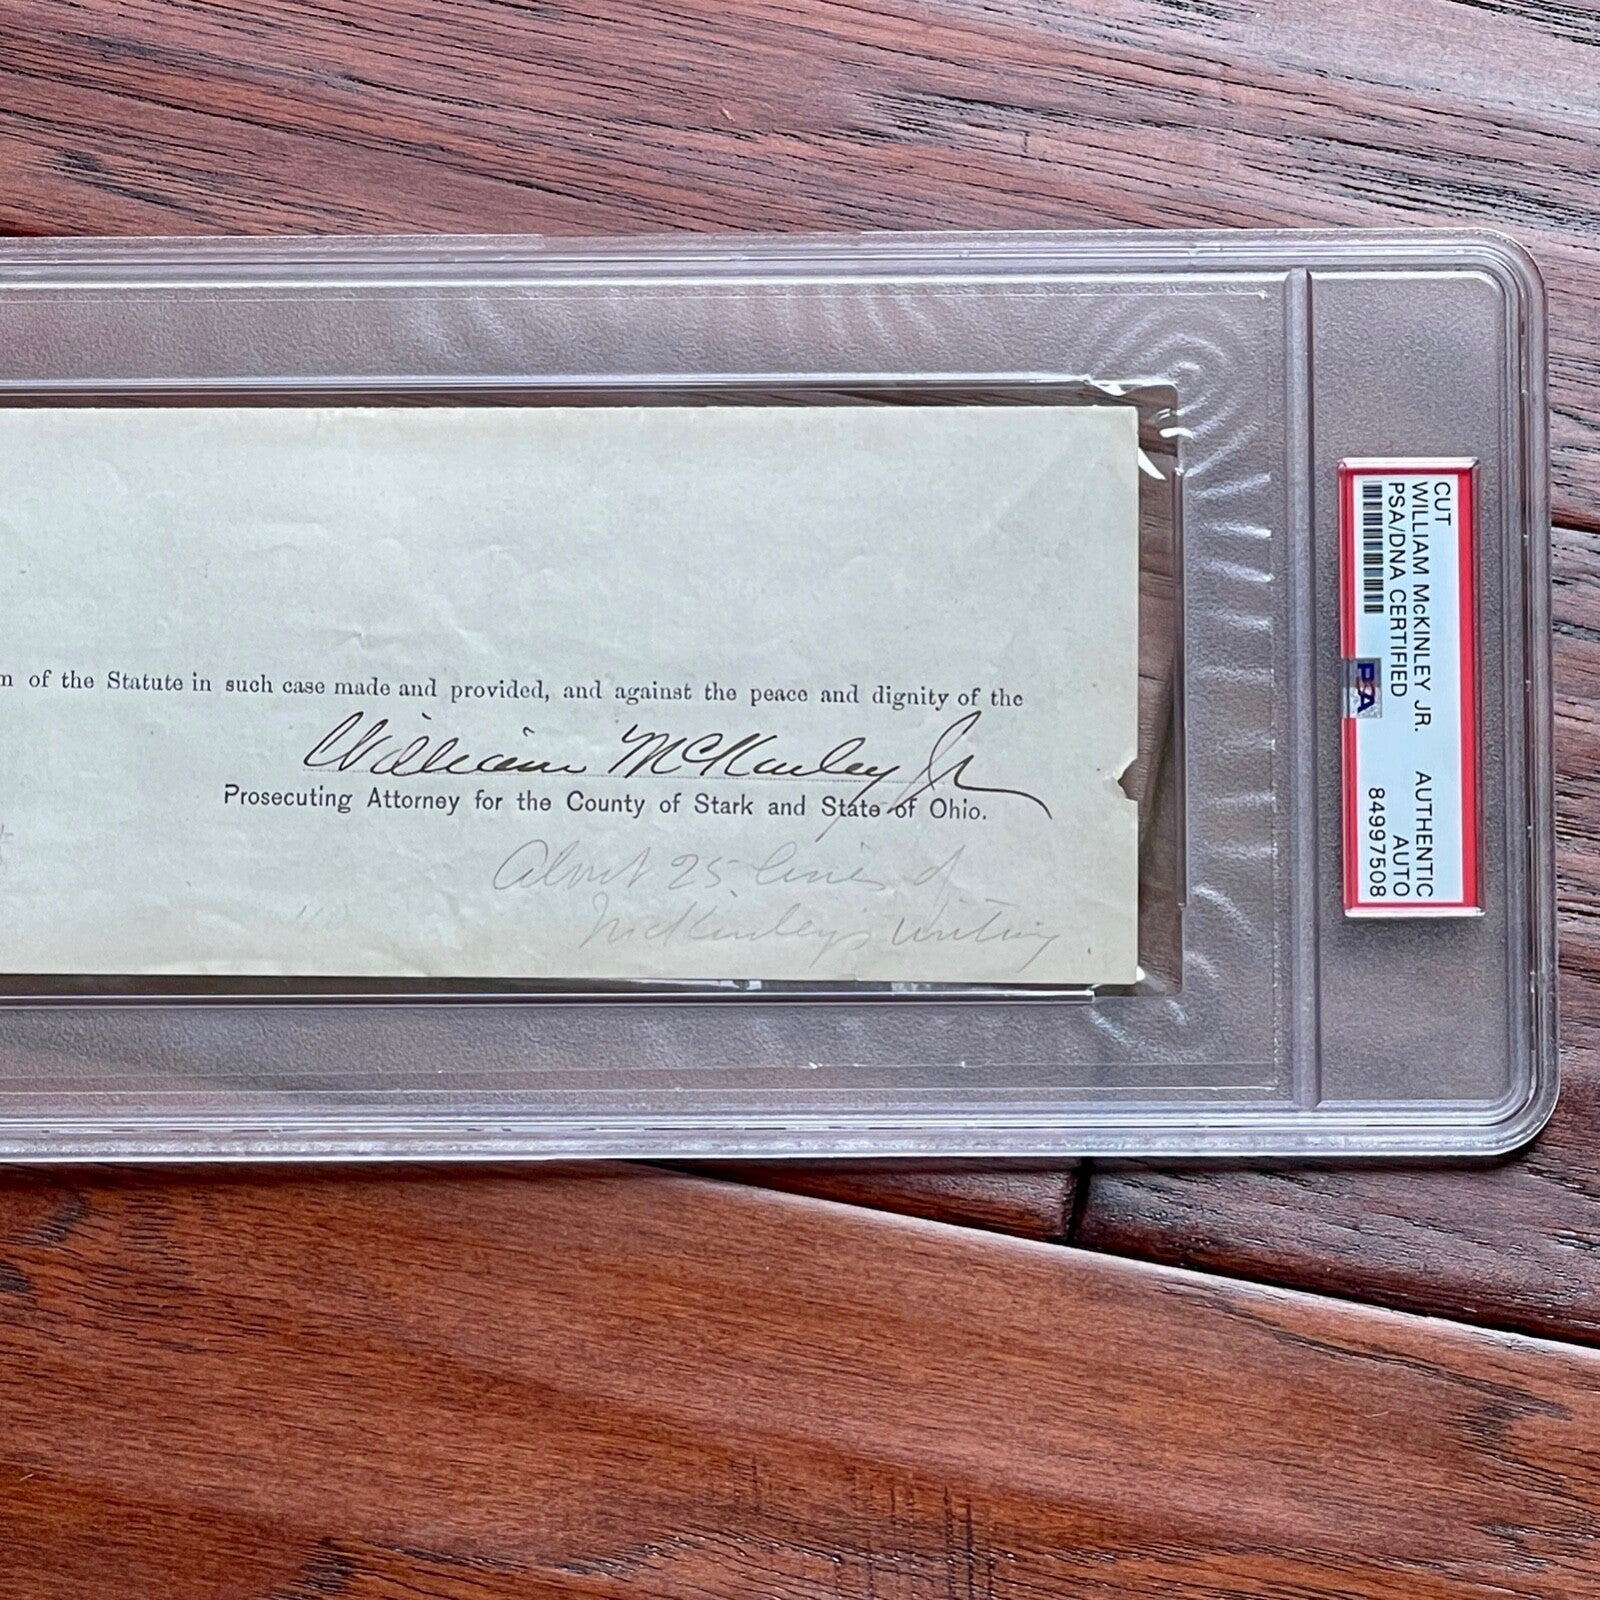 n of the Statute in such case made and provided, and against the peace and dignity of the
William McKinley Jr
Prosecuting Attorney for the County of Stark and State of Ohio.
About 25 lines of
McKinley's writing.
CUT
WILLIAM McKINLEY JR.
PSA/DNA CERTIFIED
AUTHENTIC
AUTO
84997508
PSA